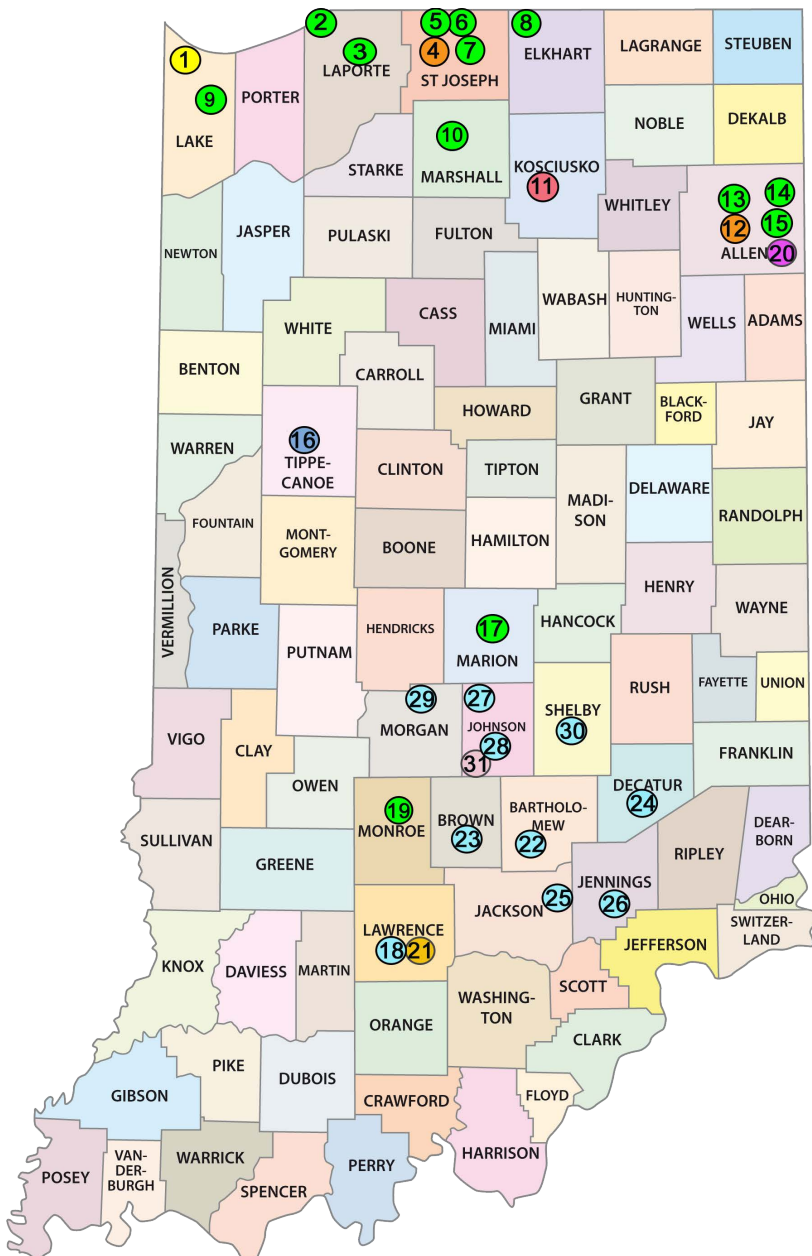 2
5
6
8
1
4
7
3
ELKHART
LAGRANGE
STEUBEN
LAPORTE
ST JOSEPH
9
PORTER
LAKE
10
NOBLE
DEKALB
STARKE
MARSHALL
KOSCIUSKO
11
WHITLEY
13
14
12
15
ALLEN
20
NEWTON
JASPER
PULASKI
FULTON
WHITE
CASS
MIAMI
WABASH
HUNTING-
TON
WELLS
ADAMS
BENTON
CARROLL
HOWARD
GRANT
BLACK-
FORD
JAY
WARREN
16
TIPPE-
CANOE
CLINTON
TIPTON
MADI-
SON
DELAWARE
RANDOLPH
FOUNTAIN
MONT-
GOMERY
BOONE
HAMILTON
HENRY
WAYNE
VERMILLION
PARKE
PUTNAM
HENDRICKS
17
MARION
HANCOCK
RUSH
FAYETTE
UNION
29
MORGAN
27
JOHNSON
28
31
SHELBY
30
FRANKLIN
VIGO
CLAY
OWEN
DECATUR
24
19
MONROE
BROWN
23
BARTHOLO-
MEW
22
SULLIVAN
GREENE
RIPLEY
DEAR-
BORN
JENNINGS
26
OHIO
SWITZER-
LAND
LAWRENCE
18
21
JACKSON
25
JEFFERSON
KNOX
DAVIESS
MARTIN
WASHING-
TON
SCOTT
ORANGE
CLARK
GIBSON
PIKE
DUBOIS
CRAWFORD
FLOYD
HARRISON
POSEY
VAN-
DER-
BURGH
WARRICK
SPENCER
PERRY